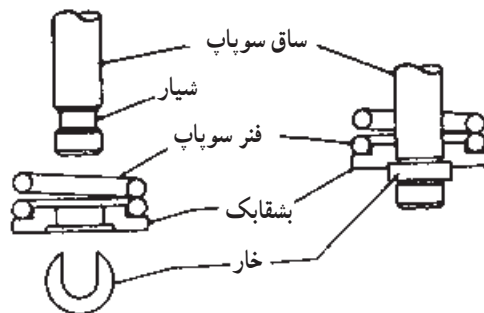 ساق سوپاپ
شیار
فنر سوپاپ
بشقابک
خار